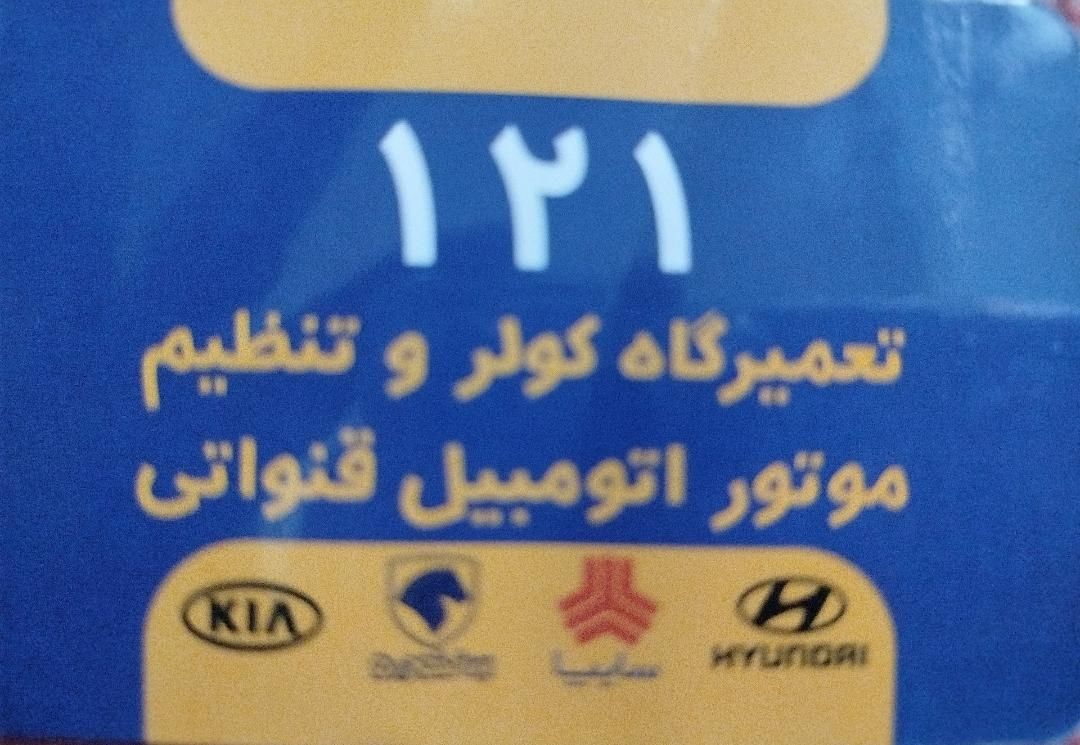 ۱۲۱
تعمیرگاه کولر و تنظیم
موتور اتومبیل قنواتی
KIA سایپا HYUNDAI